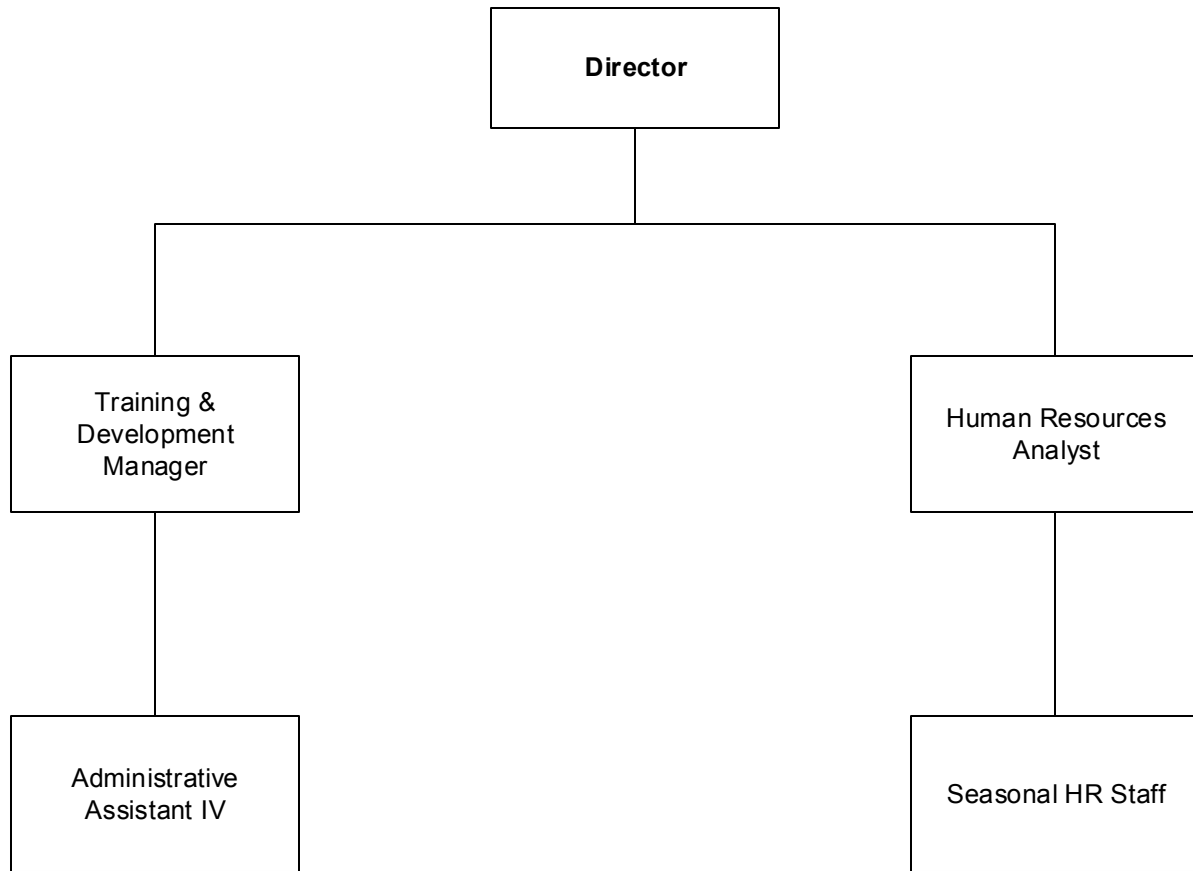 Director
Training &
Development
Manager
Human Resources
Analyst
Administrative
Assistant IV
Seasonal HR Staff